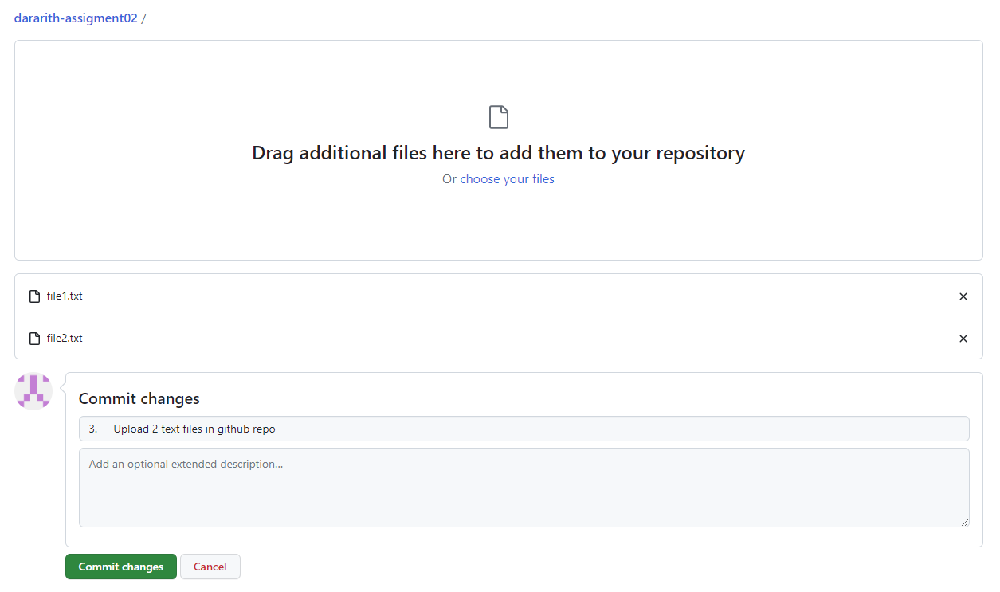 dararith-assigment02 /
Drag additional files here to add them to your repository
Or choose your files
file1.txt
file2.txt
Commit changes
3. Upload 2 text files in github repo
Add an optional extended description...
Commit changes Cancel